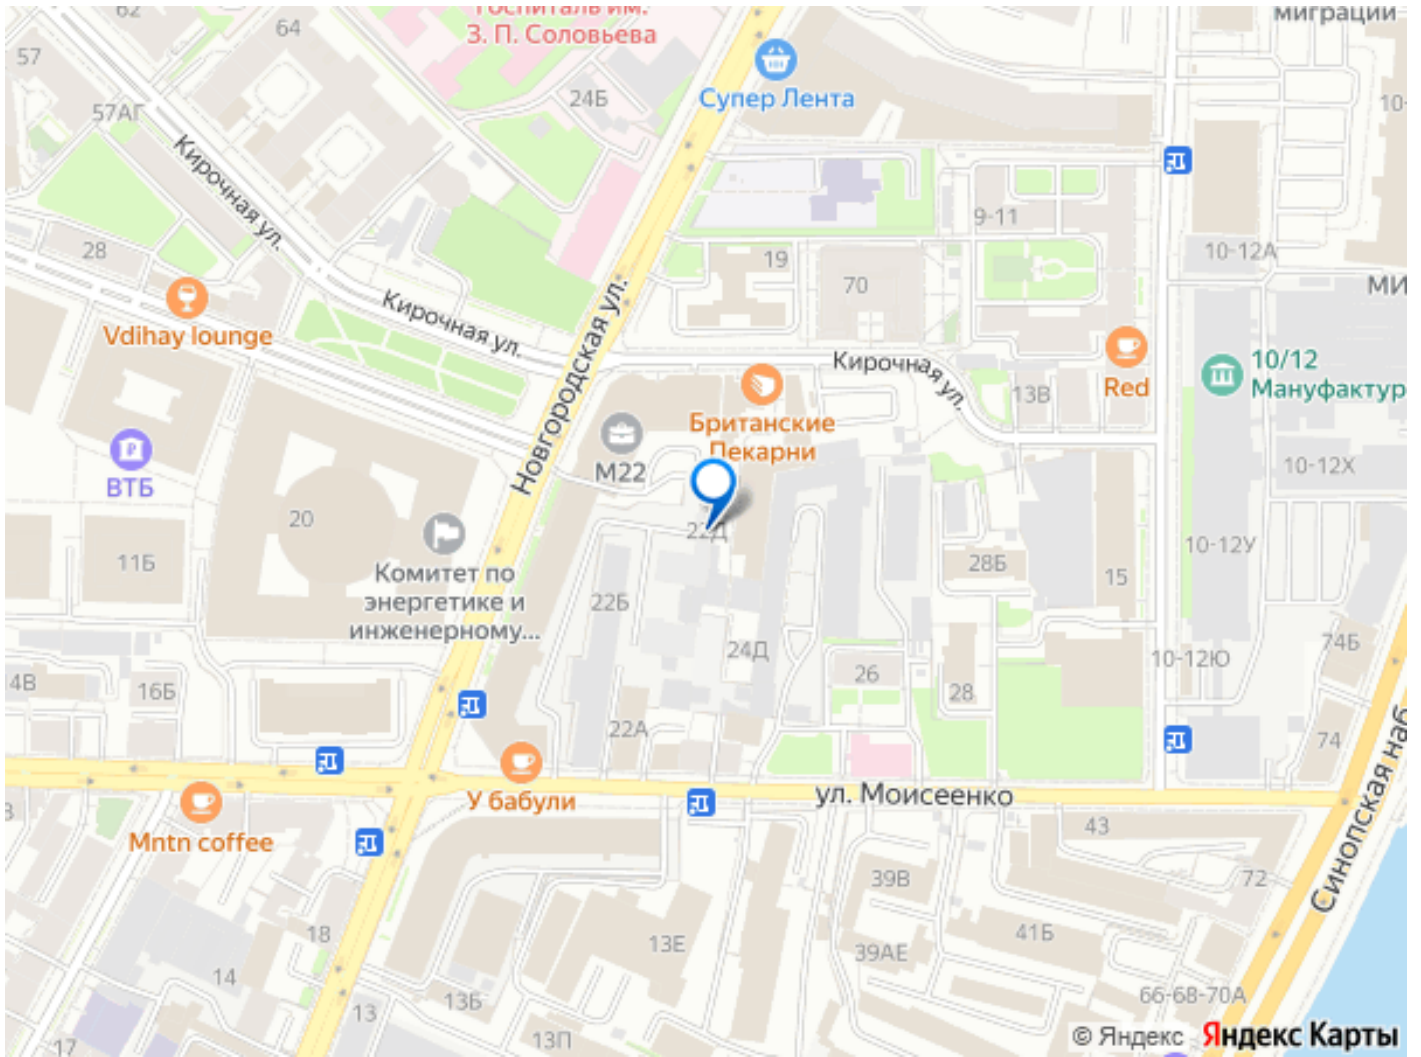 62
64
57
57АГ
Госпиталь им.
З. П. Соловьева
24Б
Супер Лента
миграции
10-
Кирочная ул.
28
Vdihay lounge
Кирочная ул.
Новгородская ул.
19
70
9-11
10-12А
МИ
Кирочная ул.
13В
Red
10/12
Мануфактур
Британские
Пекарни
М22
ВТБ
20
11Б
Комитет по
энергетике и
инженерному...
22Д
22Б
24Д
22А
28Б
15
10-12Х
10-12У
10-12Ю
74Б
74
26
28
4В
16Б
У бабули
Mntn coffee
ул. Моисеенко
Синопская наб
43
72
39В
39АЕ
41Б
66-68-70А
18
14
13
17
13Б
13Е
13П
© Яндекс
Яндекс Карты